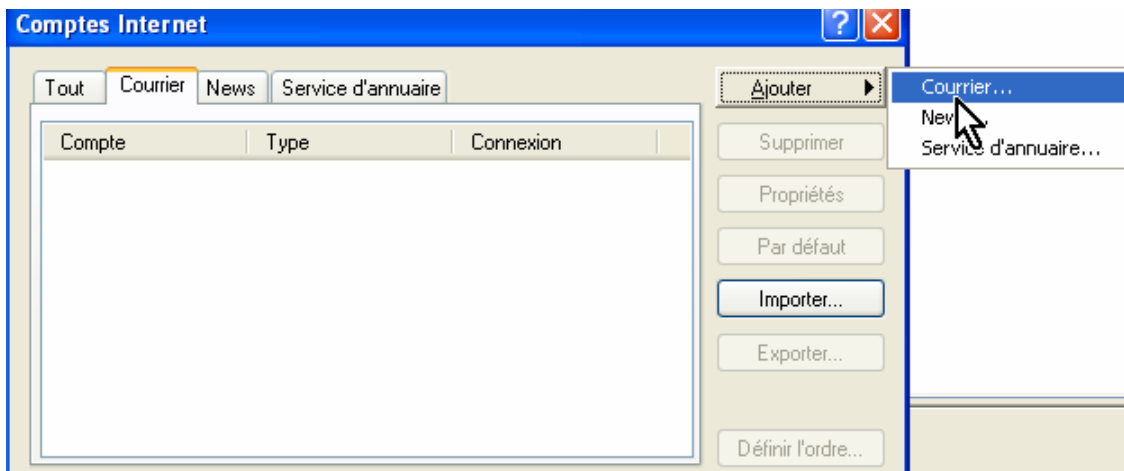 Comptes Internet
Tout Courrier News Service d'annuaire
Compte Type Connexion
Ajouter
Supprimer
Propriétés
Par défaut
Importer...
Exporter...
Définir l'ordre...
Courrier...
Service d'annuaire...